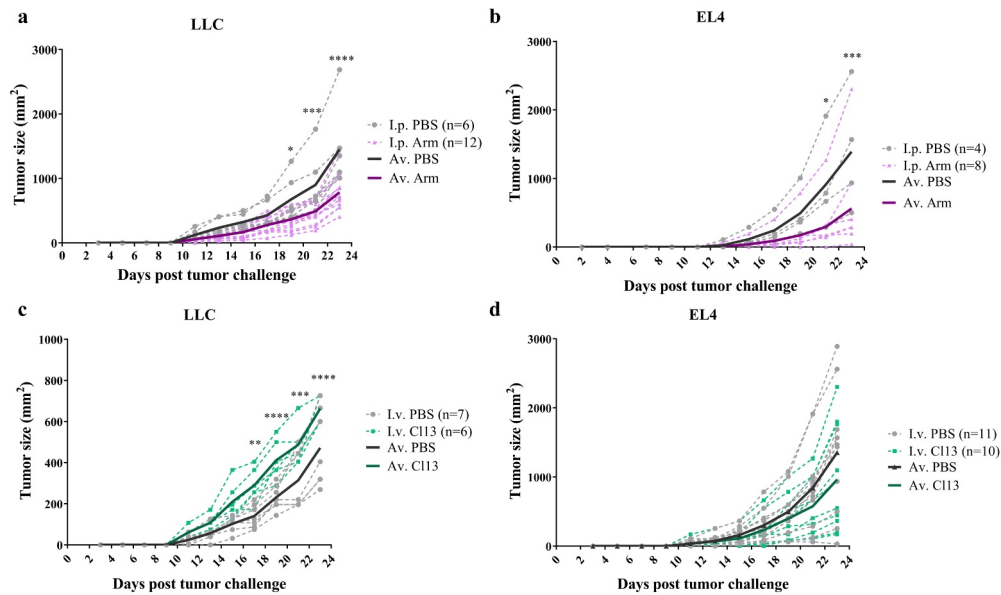 a
LLC
Tumor size (mm2)
3000
2000
1000
0
*
***
****
0 2 4 6 8 10 12 14 16 18 20 22 24
Days post tumor challenge
I.p. PBS (n=6)
I.p. Arm (n=12)
Av. PBS
Av. Arm
b
EL4
Tumor size (mm2)
3000
2000
1000
0
*
***
0 2 4 6 8 10 12 14 16 18 20 22 24
Days post tumor challenge
I.p. PBS (n=4)
I.p. Arm (n=8)
Av. PBS
Av. Arm
c
LLC
Tumor size (mm2)
1000
800
600
400
200
0
**
****
***
****
0 2 4 6 8 10 12 14 16 18 20 22 24
Days post tumor challenge
I.v. PBS (n=7)
I.v. Cl13 (n=6)
Av. PBS
Av. Cl13
d
EL4
Tumor size (mm2)
3000
2000
1000
0
0 2 4 6 8 10 12 14 16 18 20 22 24
Days post tumor challenge
I.v. PBS (n=11)
I.v. Cl13 (n=10)
Av. PBS
Av. Cl13